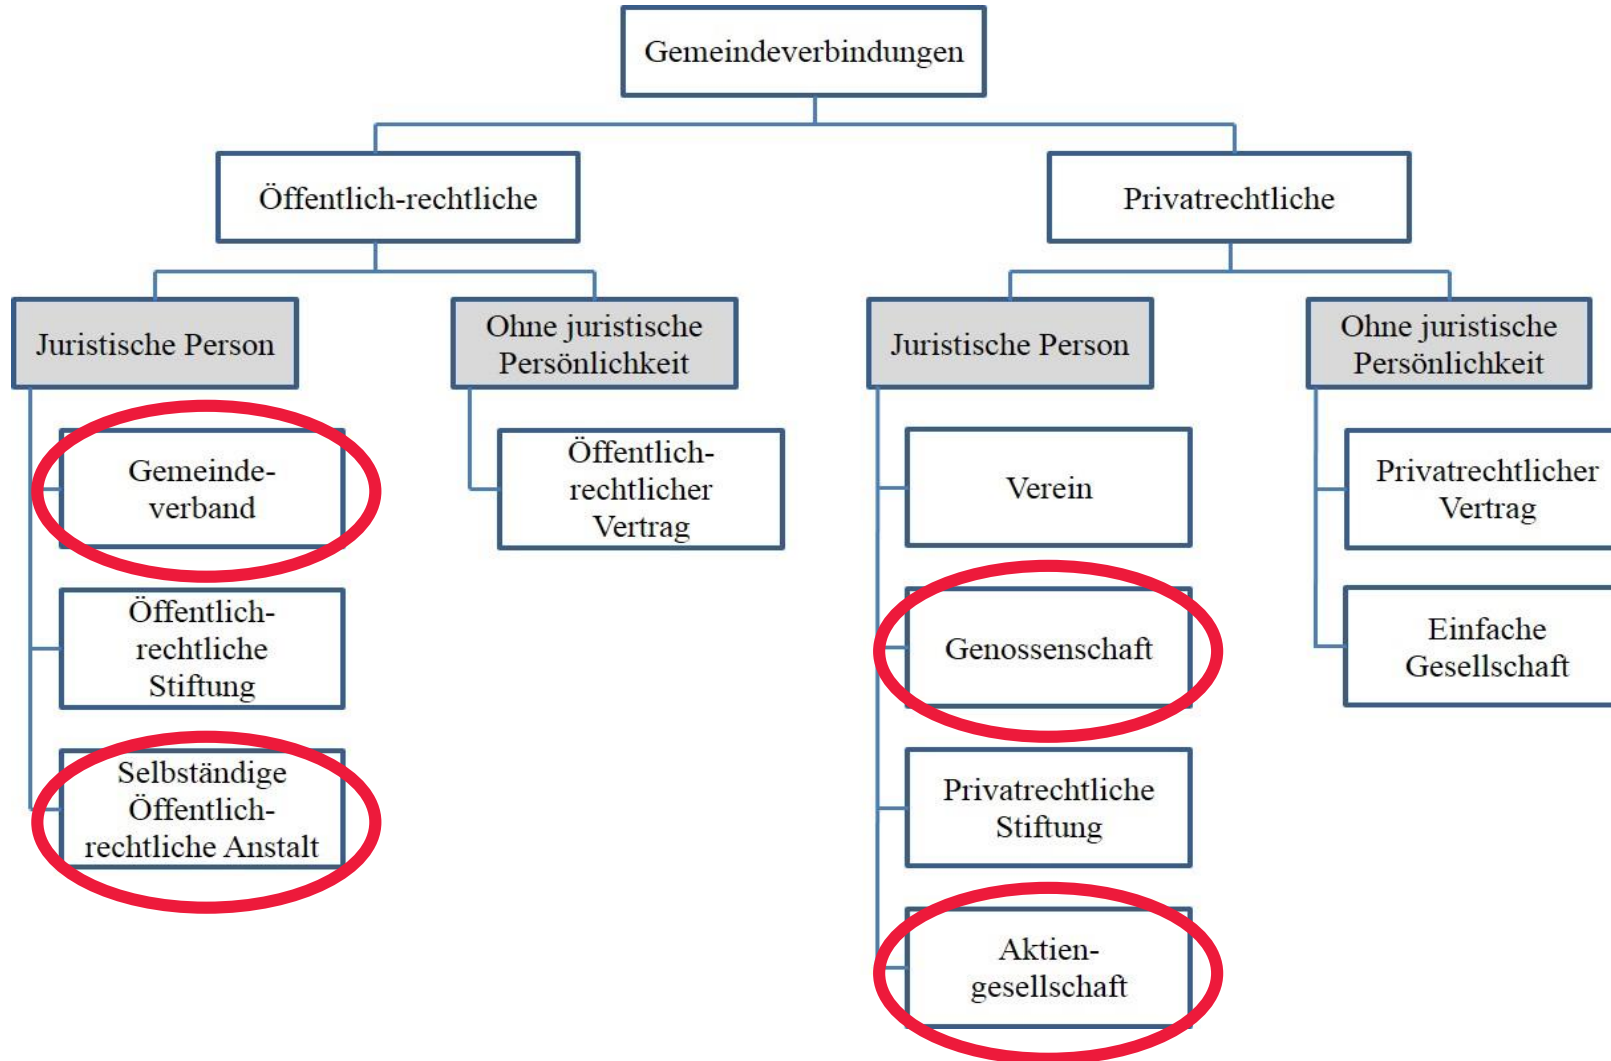 Gemeindeverbindungen
Öffentlich-rechtliche
Privatrechtliche
Juristische Person
Ohne juristische
Persönlichkeit
Juristische Person
Ohne juristische
Persönlichkeit
Gemeinde-
verband
Öffentlich-
rechtliche
Stiftung
Selbständige
Öffentlich-
rechtliche Anstalt
Öffentlich-
rechtlicher
Vertrag
Verein
Genossenschaft
Privatrechtliche
Stiftung
Aktien-
gesellschaft
Privatrechtlicher
Vertrag
Einfache
Gesellschaft